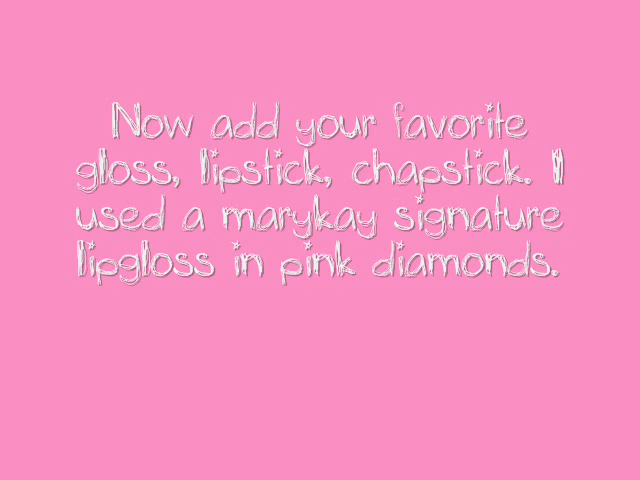 Now add your favorite
gloss, lipstick, chapstick. I
used a marykay signature
lipgloss in pink diamonds.